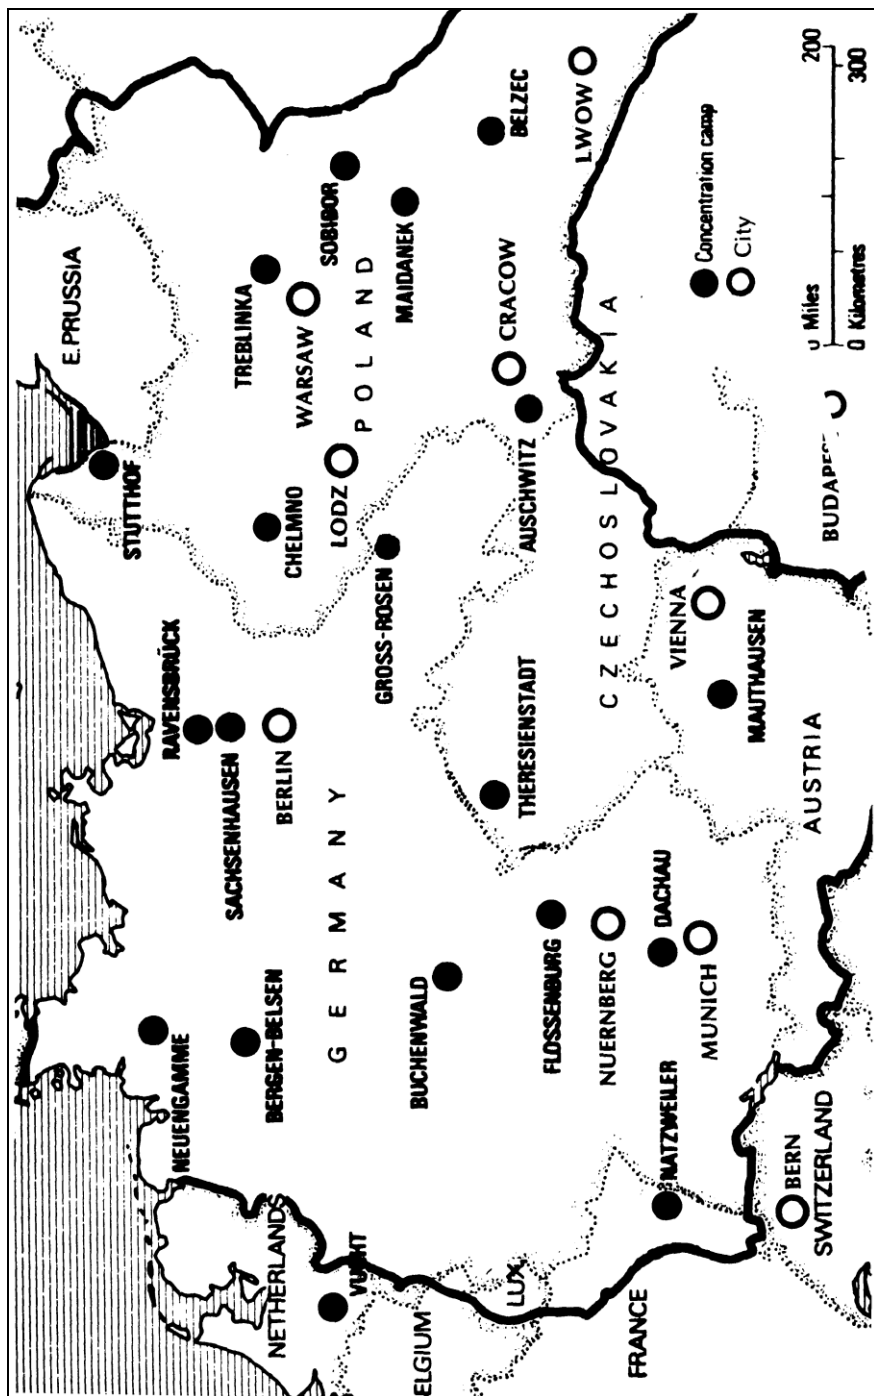 E. PRUSSIA
STUTTHOF
RAVENSBRÜCK
NEUENGAMME
SACHSENHAUSEN
TREBLINKA
NETHERLANDS
BERGEN-BELSEN
BERLIN
CHELMNO
WARSAW
SOBIBOR
GERMANY
LODZ
POLAND
VUGHT
GROSS-ROSEN
MAIDANEK
ELGIUM
BUCHENWALD
CRACOW
LUX
THERESIENSTADT
AUSCHWITZ
BELZEC
FLOSSENBURG
LWOW
NUERNBERG
CZECHOSLOVAKIA
FRANCE
DACHAU
NATZWEILER
VIENNA
MUNICH
Concentration camp
City
MAUTHAUSEN
BERN
SWITZERLAND
AUSTRIA
BUDAPES
Miles 200
0 Kilometres 300